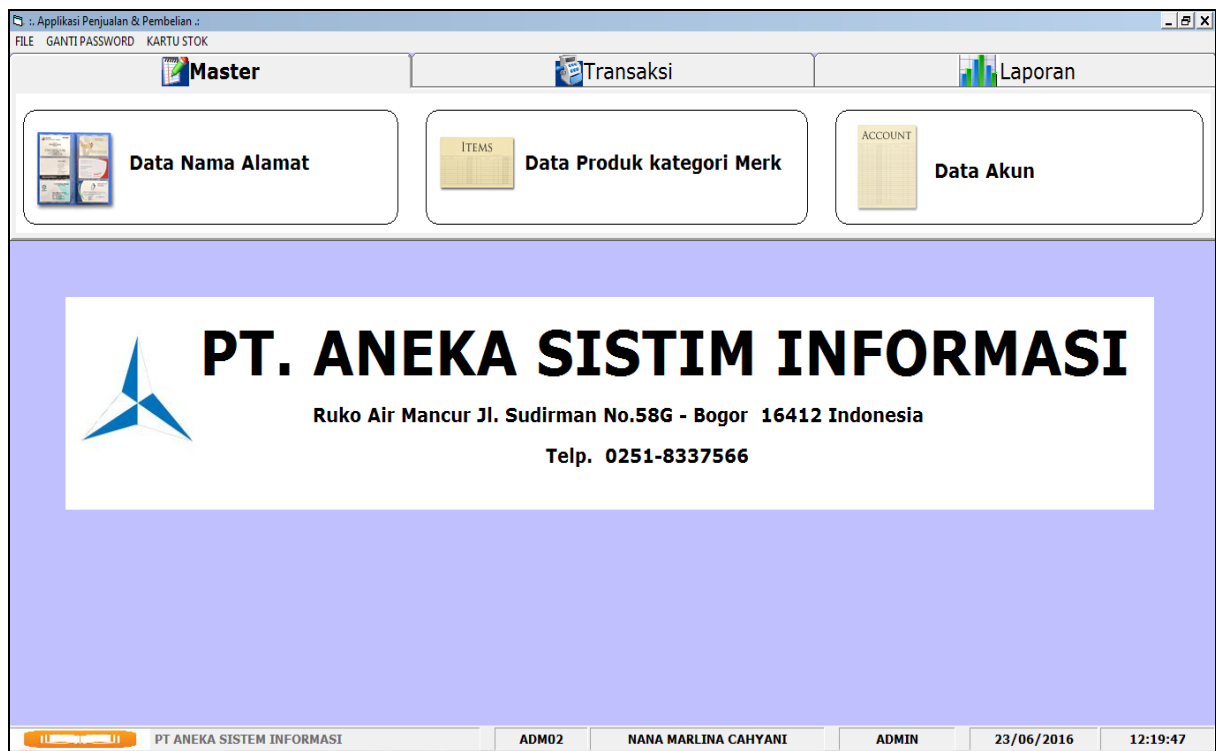 .: Applikasi Penjualan & Pembelian .:
FILE GANTI PASSWORD KARTU STOK
Master Transaksi Laporan
Data Nama Alamat
ITEMS Data Produk kategori Merk
ACCOUNT Data Akun
PT. ANEKA SISTIM INFORMASI
Ruko Air Mancur Jl. Sudirman No.58G - Bogor 16412 Indonesia
Telp. 0251-8337566
PT ANEKA SISTEM INFORMASI ADM02 NANA MARLINA CAHYANI ADMIN 23/06/2016 12:19:47